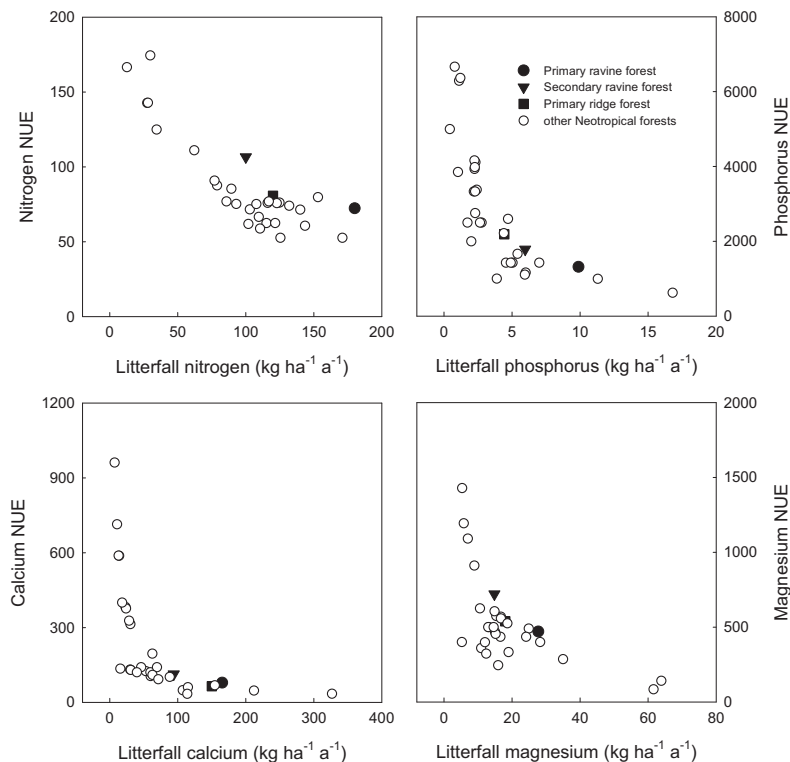 200
150
100
50
0
Nitrogen NUE
0 50 100 150 200
Litterfall nitrogen (kg ha⁻¹ a⁻¹)
Primary ravine forest
Secondary ravine forest
Primary ridge forest
other Neotropical forests
8000
6000
4000
2000
0
Phosphorus NUE
0 5 10 15 20
Litterfall phosphorus (kg ha⁻¹ a⁻¹)
1200
900
600
300
0
Calcium NUE
0 100 200 300 400
Litterfall calcium (kg ha⁻¹ a⁻¹)
2000
1500
1000
500
0
Magnesium NUE
0 20 40 60 80
Litterfall magnesium (kg ha⁻¹ a⁻¹)